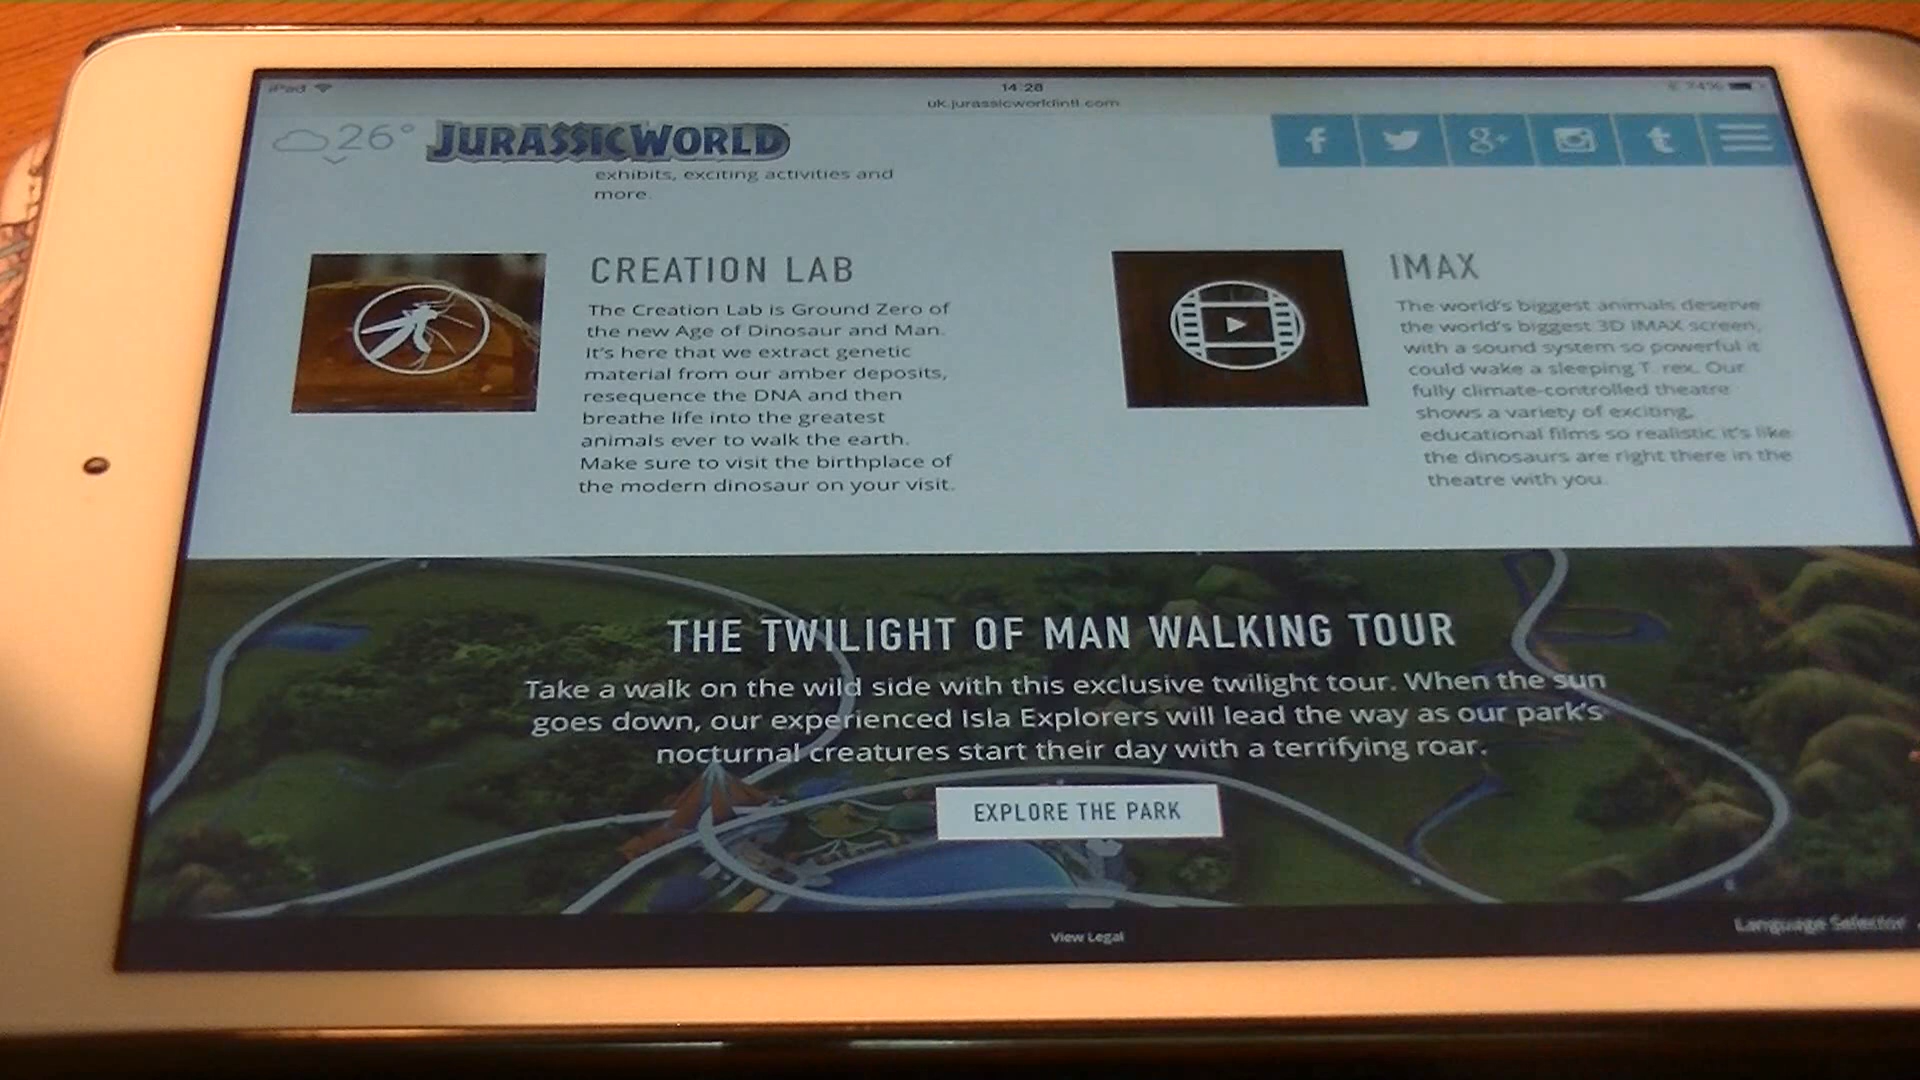 iPad
14:28
74%
uk.jurassicworldintl.com
26°
JURASSIC WORLD
f
g+
t
exhibits, exciting activities and
more.
CREATION LAB
The Creation Lab is Ground Zero of
the new Age of Dinosaur and Man.
It's here that we extract genetic
material from our amber deposits,
resequence the DNA and then
breathe life into the greatest
animals ever to walk the earth.
Make sure to visit the birthplace of
the modern dinosaur on your visit.
IMAX
The world's biggest animals deserve
the world's biggest 3D IMAX screen,
with a sound system so powerful it
could wake a sleeping T. rex. Our
fully climate-controlled theatre
shows a variety of exciting,
educational films so realistic it's like
the dinosaurs are right there in the
theatre with you.
THE TWILIGHT OF MAN WALKING TOUR
Take a walk on the wild side with this exclusive twilight tour. When the sun
goes down, our experienced Isla Explorers will lead the way as our park's
nocturnal creatures start their day with a terrifying roar.
EXPLORE THE PARK
View Legal
Language Selector